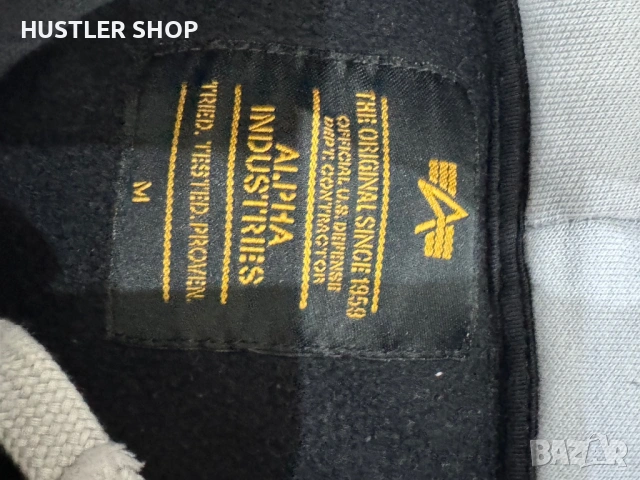 HUSTLER SHOP
THE ORIGINAL SINCE 1959
OFFICIAL U.S. DEFENSE
DEPT. CONTRACTOR
ALPHA
INDUSTRIES
TRIED. TESTED. PROVEN.
M
BAZAR